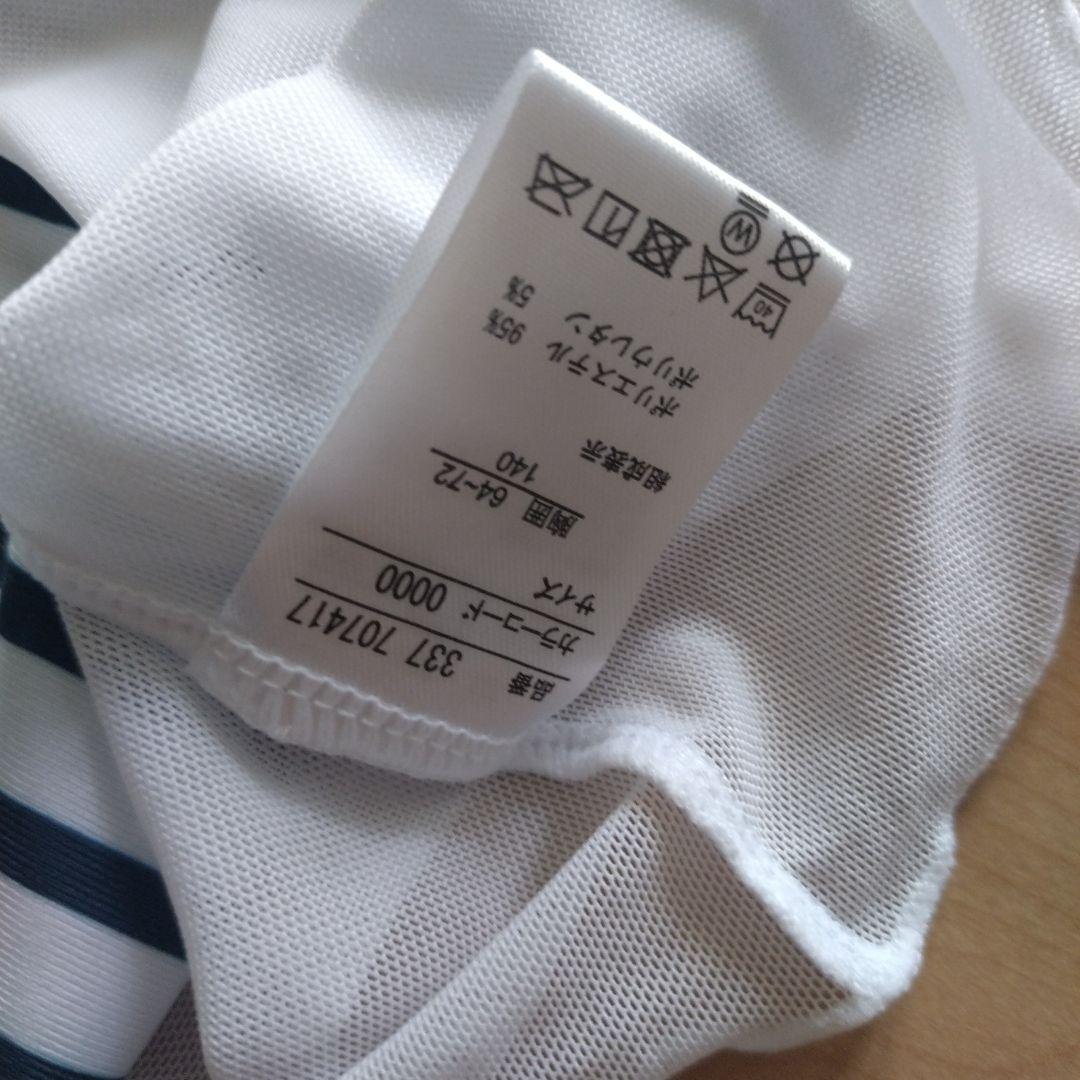 品番 337 707417
カラーコード 0000
サイズ
胸囲 64~72
140
組成表示
ポリエステル 95%
ポリウレタン 5%
40
W